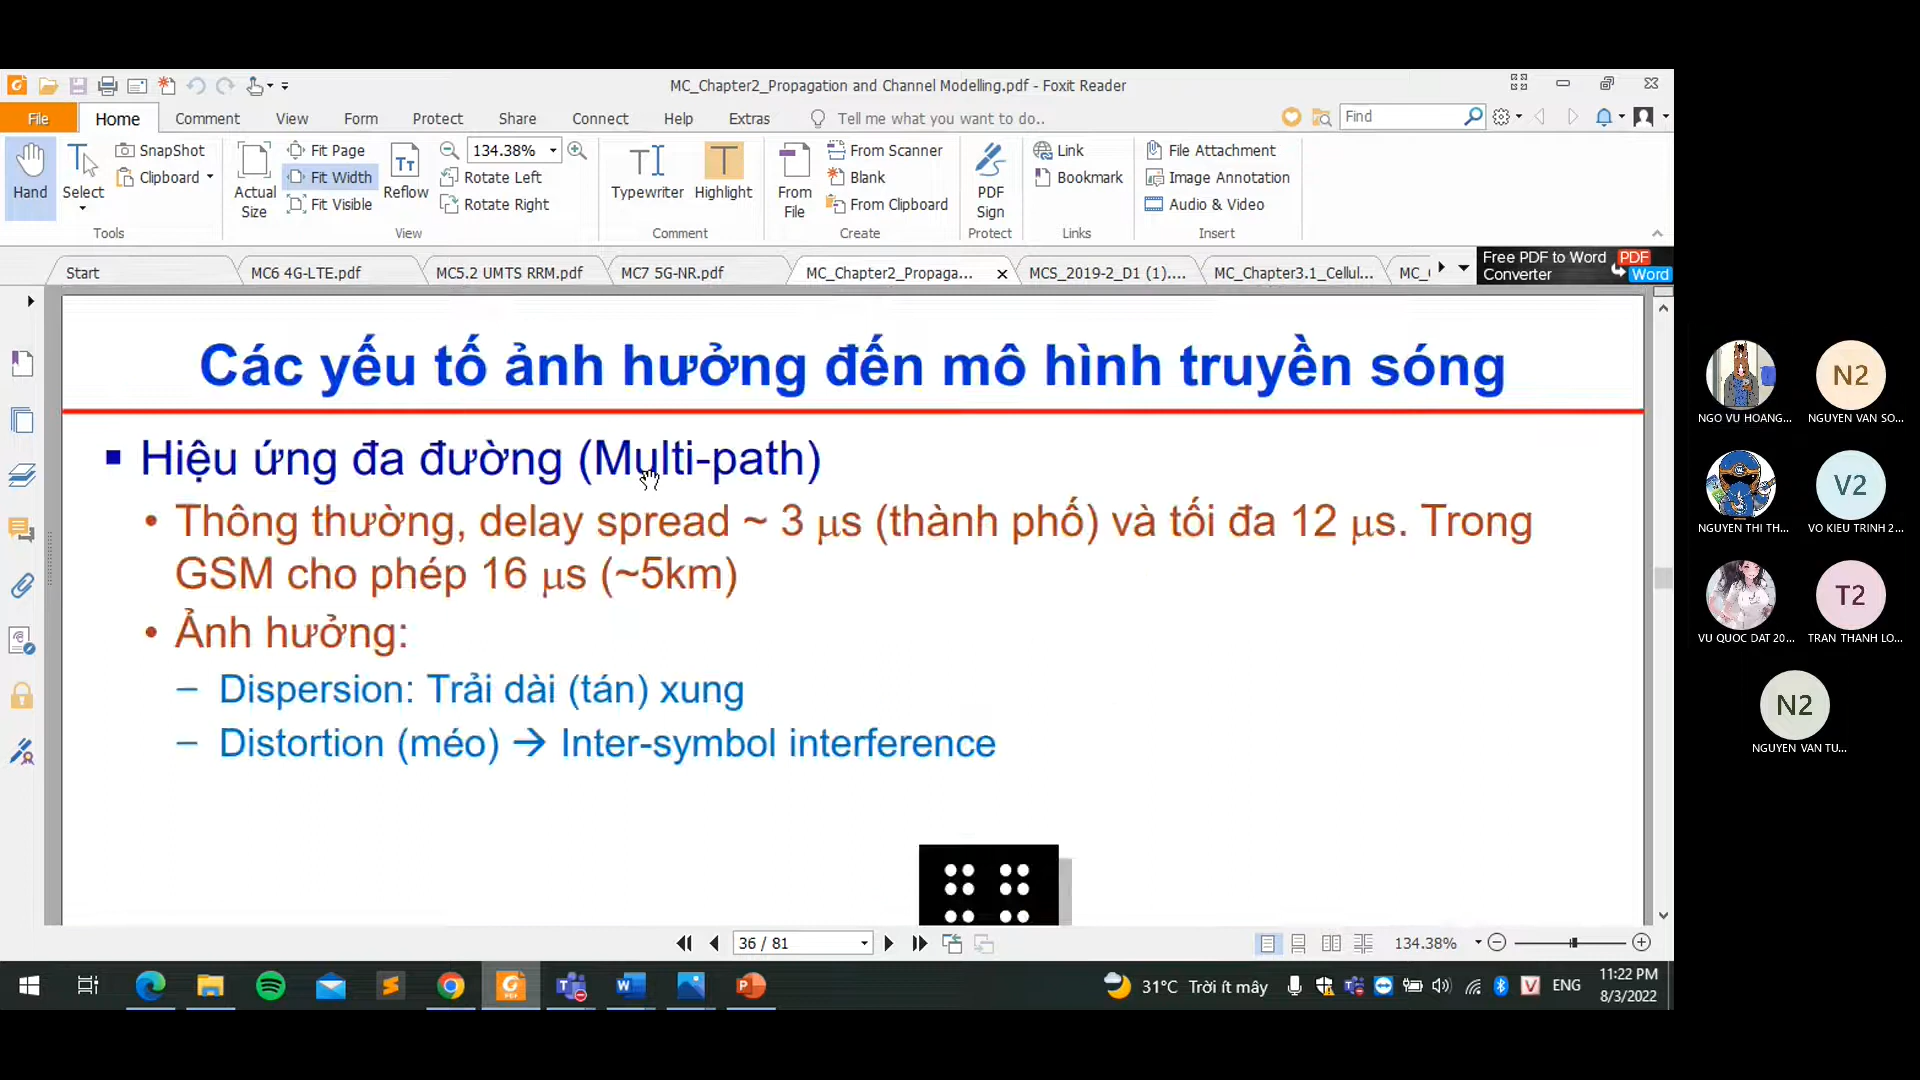 MC_Chapter2_Propagation and Channel Modelling.pdf - Foxit Reader
File Home Comment View Form Protect Share Connect Help Extras Tell me what you want to do.. Find
Hand
Select
SnapShot
Clipboard
Tools
Actual Size
Fit Page
Fit Width
Fit Visible
Reflow
134.38%
Rotate Left
Rotate Right
View
Typewriter
Highlight
Comment
From File
From Scanner
Blank
From Clipboard
Create
PDF Sign
Protect
Link
Bookmark
Links
File Attachment
Image Annotation
Audio & Video
Insert
Start MC6 4G-LTE.pdf MC5.2 UMTS RRM.pdf MC7 5G-NR.pdf MC_Chapter2_Propaga... MCS_2019-2_D1 (1).... MC_Chapter3.1_Cellul... MC_
Free PDF to Word Converter
PDF
Word
Các yếu tố ảnh hưởng đến mô hình truyền sóng
Hiệu ứng đa đường (Multi-path)
• Thông thường, delay spread ~ 3 μs (thành phố) và tối đa 12 μs. Trong
GSM cho phép 16 μs (~5km)
• Ảnh hưởng:
– Dispersion: Trải dài (tán) xung
– Distortion (méo) → Inter-symbol interference
36 / 81
134.38%
31°C Trời ít mây
ENG
11:22 PM
8/3/2022
NGO VU HOANG...
N2
NGUYEN VAN SO...
NGUYEN THI TH...
V2
VO KIEU TRINH 2...
VU QUOC DAT 20...
T2
TRAN THANH LO...
N2
NGUYEN VAN TU...